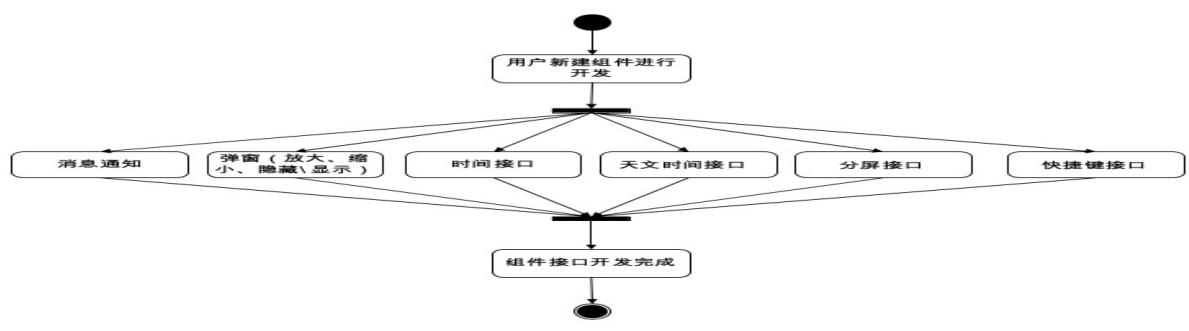 用户新建组件进行
开发
消息通知
弹窗（放大、缩
小、隐藏\显示）
时间接口
天文时间接口
分屏接口
快捷键接口
组件接口开发完成